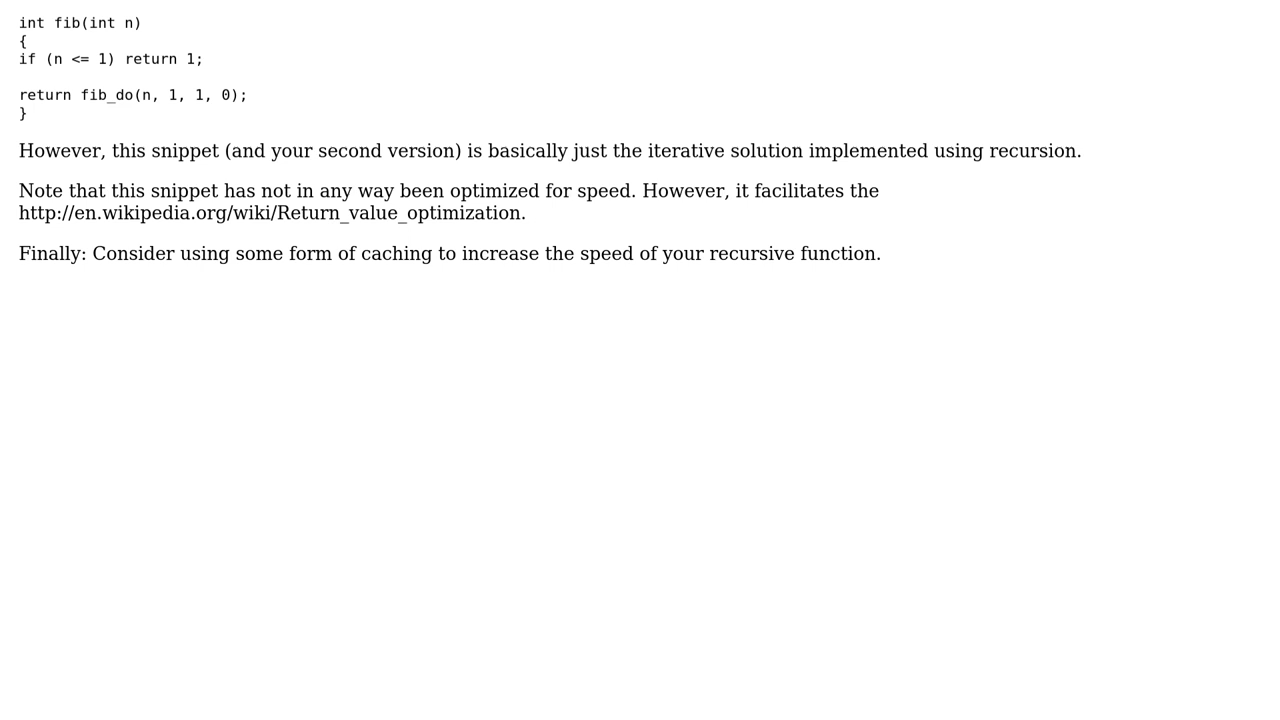 int fib(int n)
{
if (n <= 1) return 1;
return fib_do(n, 1, 1, 0);
}
However, this snippet (and your second version) is basically just the iterative solution implemented using recursion.
Note that this snippet has not in any way been optimized for speed. However, it facilitates the
http://en.wikipedia.org/wiki/Return_value_optimization.
Finally: Consider using some form of caching to increase the speed of your recursive function.